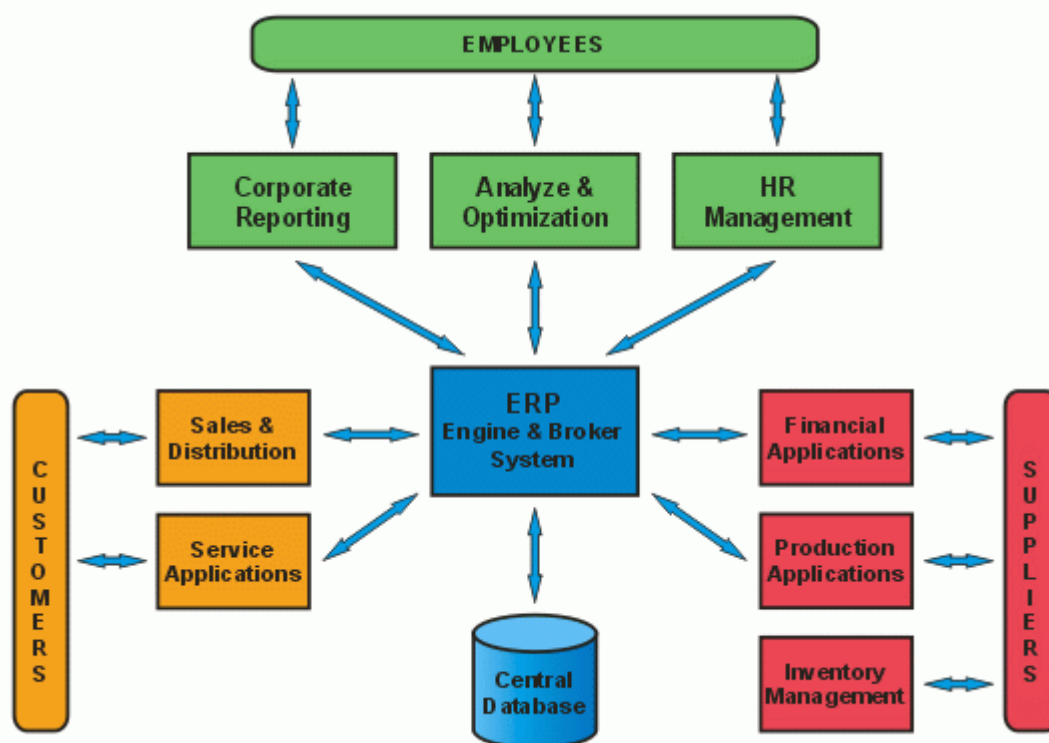 EMPLOYEES
Corporate
Reporting
Analyze &
Optimization
HR
Management
CUSTOMERS
Sales &
Distribution
Service
Applications
ERP
Engine & Broker
System
Central
Database
Financial
Applications
Production
Applications
Inventory
Management
SUPPLIERS